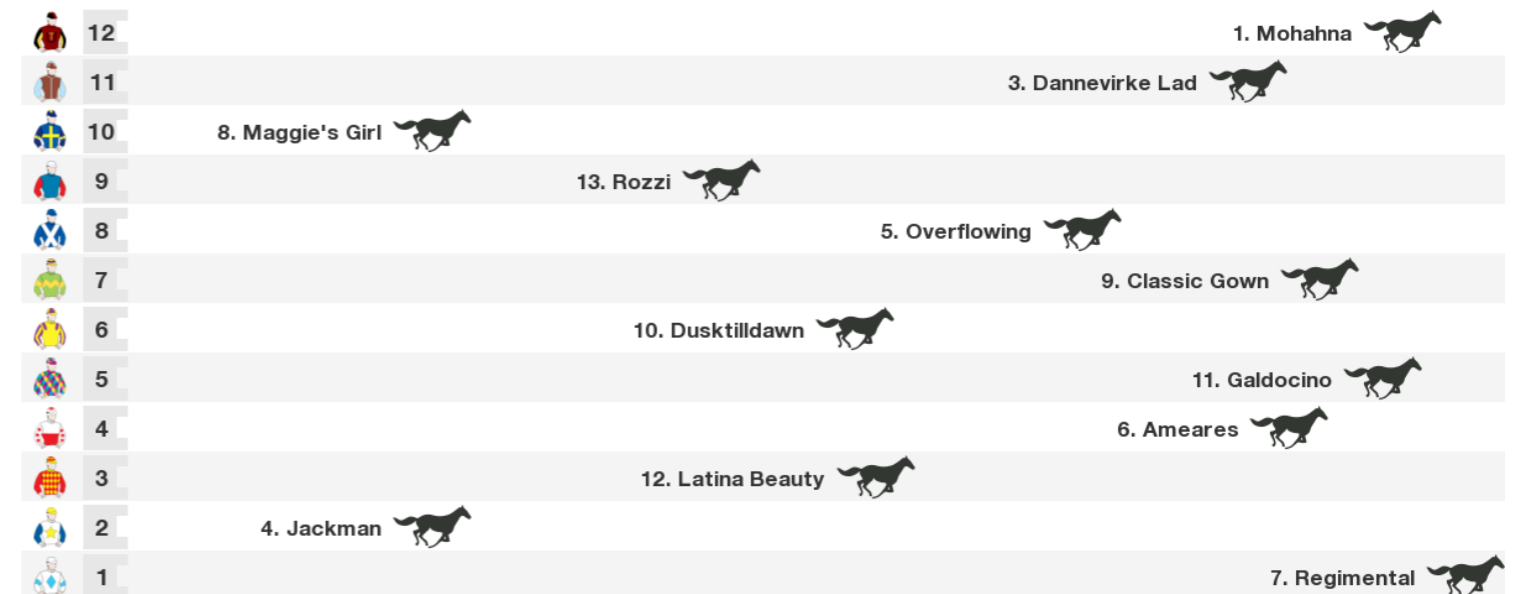 12 1. Mohahna
11 3. Dannevirke Lad
10 8. Maggie's Girl
9 13. Rozzi
8 5. Overflowing
7 9. Classic Gown
6 10. Dusktilldawn
5 11. Galdocino
4 6. Ameares
3 12. Latina Beauty
2 4. Jackman
1 7. Regimental